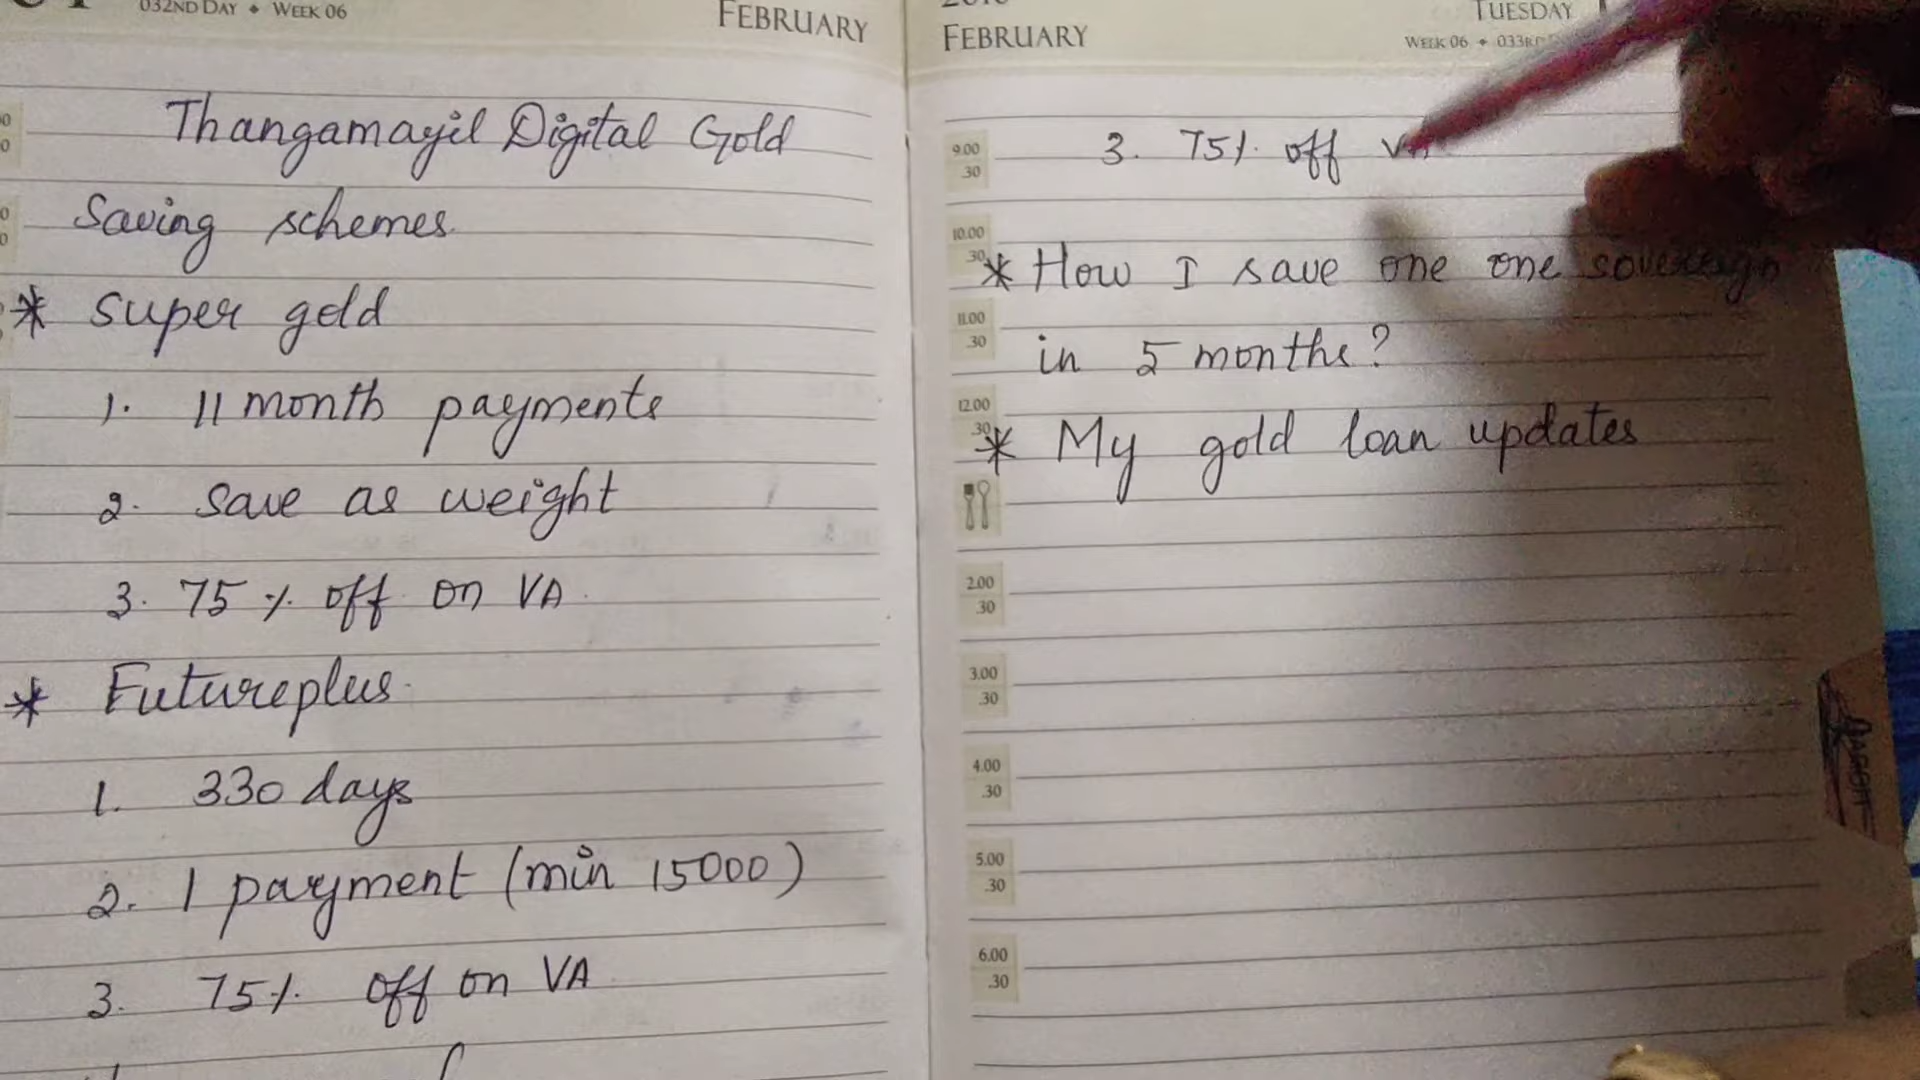 032ND DAY ✦ WEEK 06
FEBRUARY
Thangamayil Digital Gold
Saving schemes
* Super gold
1. 11 month payments
2. Save as weight
3. 75 % off on VA
* Futureplus
1. 330 days
2. 1 payment (min 15000)
3. 75% off on VA
FEBRUARY
TUESDAY
WEEK 06 ✦ 033RD
9.00
30
3. 75% off VA
10.00
30
* How I save one one sovereign
11.00
30
in 5 months?
12.00
30
* My gold loan updates
2.00
30
3.00
30
4.00
30
5.00
30
6.00
30